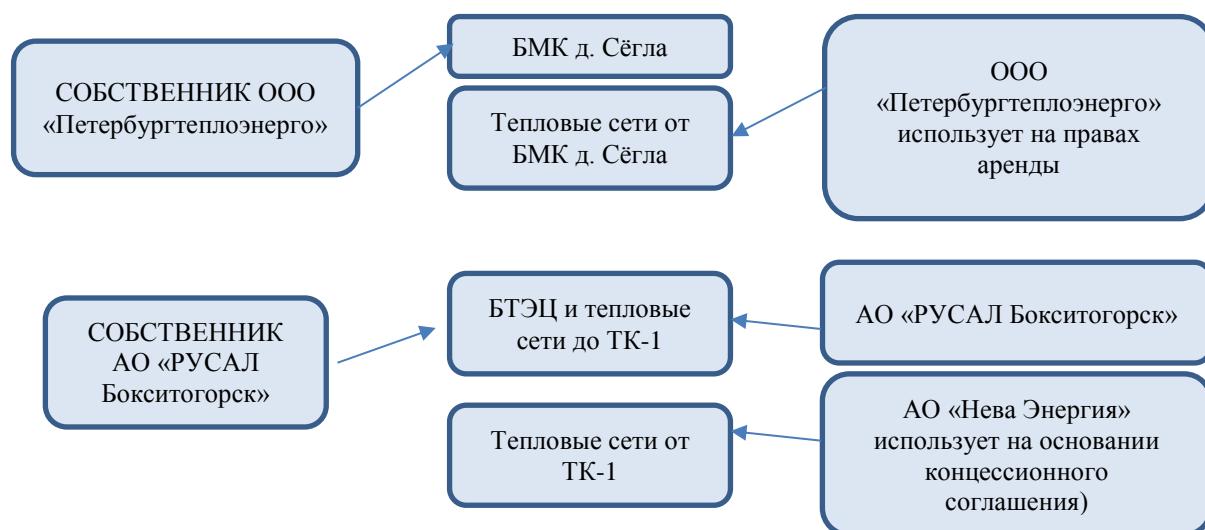 СОБСТВЕННИК ООО
«Петербургтеплоэнерго»
БМК д. Сёгла
Тепловые сети от
БМК д. Сёгла
ООО
«Петербургтеплоэнерго»
использует на правах
аренды
СОБСТВЕННИК
АО «РУСАЛ
Бокситогорск»
БТЭЦ и тепловые
сети до ТК-1
АО «РУСАЛ Бокситогорск»
Тепловые сети от
ТК-1
АО «Нева Энергия»
использует на основании
концессионного
соглашения)